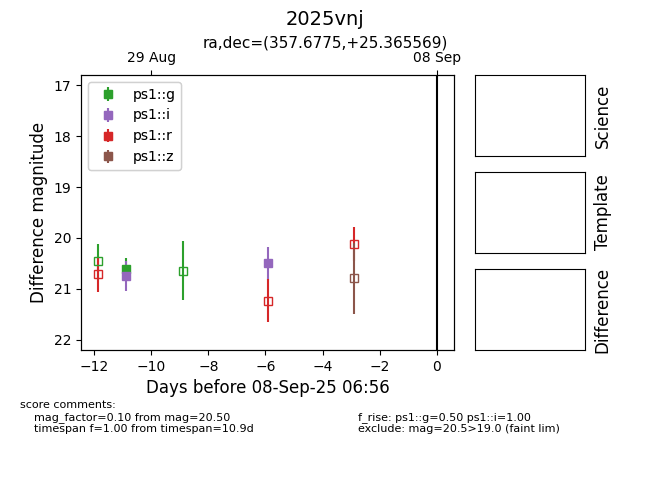 2025vnj
ra,dec=(357.6775,+25.365569)
29 Aug
08 Sep
17
18
19
20
21
22
Difference magnitude
ps1::g
ps1::i
ps1::r
ps1::z
−12
−10
−8
−6
−4
−2
0
Days before 08-Sep-25 06:56
Science
Template
Difference
score comments:
mag_factor=0.10 from mag=20.50
timespan f=1.00 from timespan=10.9d
f_rise: ps1::g=0.50 ps1::i=1.00
exclude: mag=20.5>19.0 (faint lim)